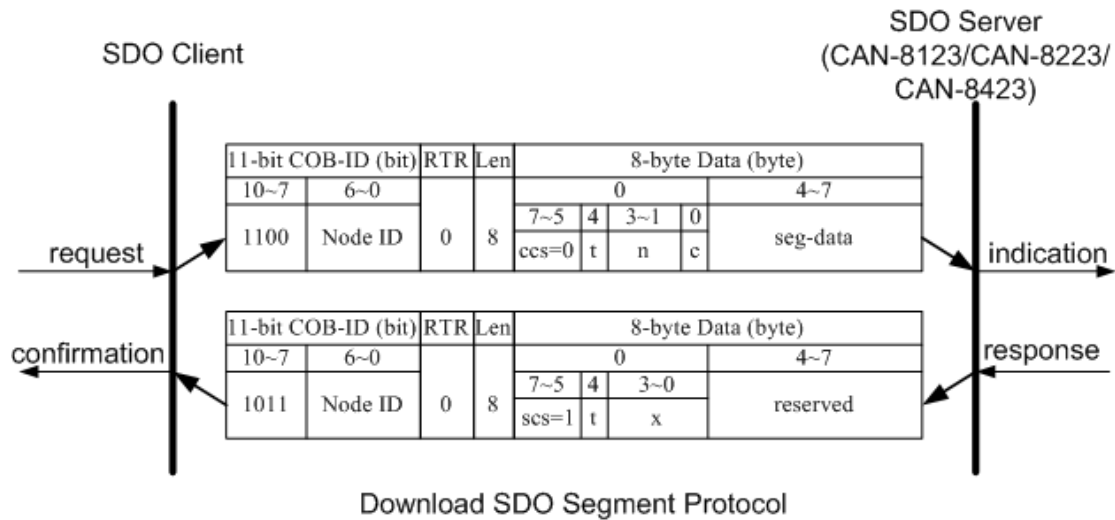 SDO Client
SDO Server
(CAN-8123/CAN-8223/
CAN-8423)
11-bit COB-ID (bit) RTR Len 8-byte Data (byte)
10~7 6~0 0 4~7
7~5 4 3~1 0
1100 Node ID 0 8 seg-data
ccs=0 t n c
request
indication
11-bit COB-ID (bit) RTR Len 8-byte Data (byte)
10~7 6~0 0 4~7
7~5 4 3~0
1011 Node ID 0 8 reserved
scs=1 t x
confirmation
response
Download SDO Segment Protocol